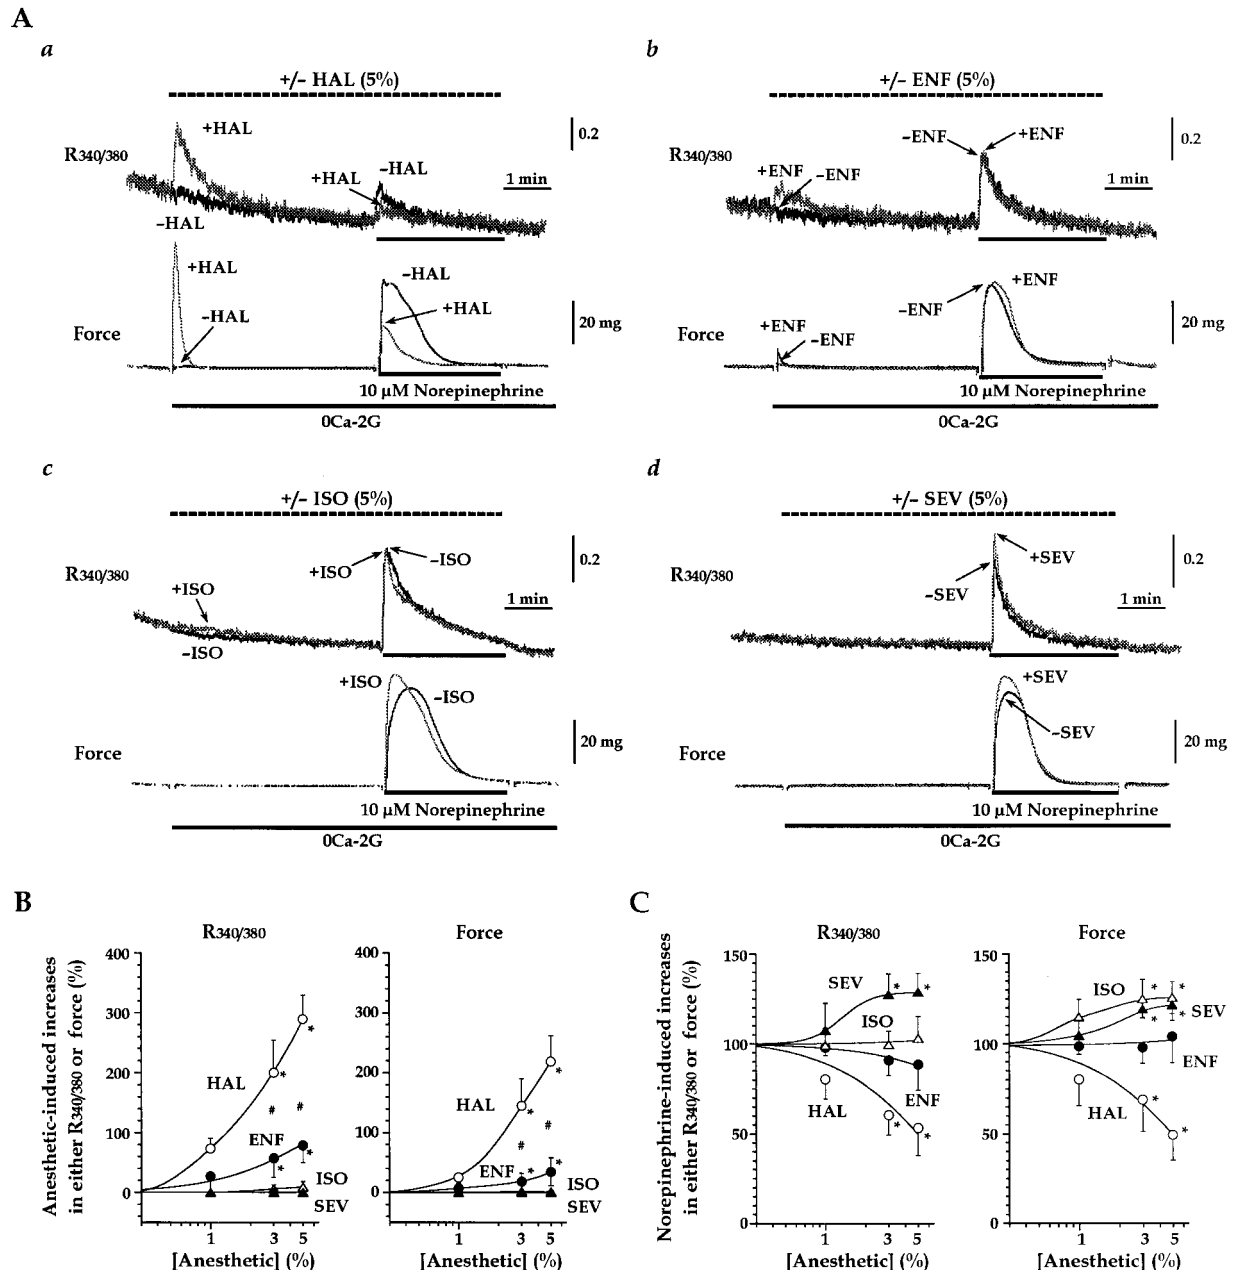 A
a
+/– HAL (5%)
+HAL
R340/380
+HAL
–HAL
0.2
1 min
–HAL
+HAL
–HAL
Force
–HAL
+HAL
20 mg
10 µM Norepinephrine
0Ca-2G
b
+/– ENF (5%)
–ENF
+ENF
0.2
R340/380
+ENF
–ENF
1 min
Force
+ENF
–ENF
–ENF
+ENF
20 mg
10 µM Norepinephrine
0Ca-2G
c
+/– ISO (5%)
R340/380
+ISO
–ISO
+ISO
–ISO
0.2
1 min
+ISO
–ISO
Force
20 mg
10 µM Norepinephrine
0Ca-2G
d
+/– SEV (5%)
R340/380
+SEV
–SEV
0.2
1 min
+SEV
–SEV
Force
20 mg
10 µM Norepinephrine
0Ca-2G
B
Anesthetic-induced increases
in either R340/380 or force (%)
R340/380
400
300
200
100
0
HAL
*
*
#
#
ENF
*
*
ISO
SEV
1
3
5
[Anesthetic] (%)
Force
400
300
200
100
0
HAL
*
*
#
#
ENF
*
*
ISO
SEV
1
3
5
[Anesthetic] (%)
C
Norepinephrine-induced increases
in either R340/380 or force (%)
R340/380
150
100
50
0
SEV
*
*
ISO
ENF
HAL
*
*
1
3
5
[Anesthetic] (%)
Force
150
100
50
0
ISO
*
*
SEV
*
*
ENF
HAL
*
*
1
3
5
[Anesthetic] (%)